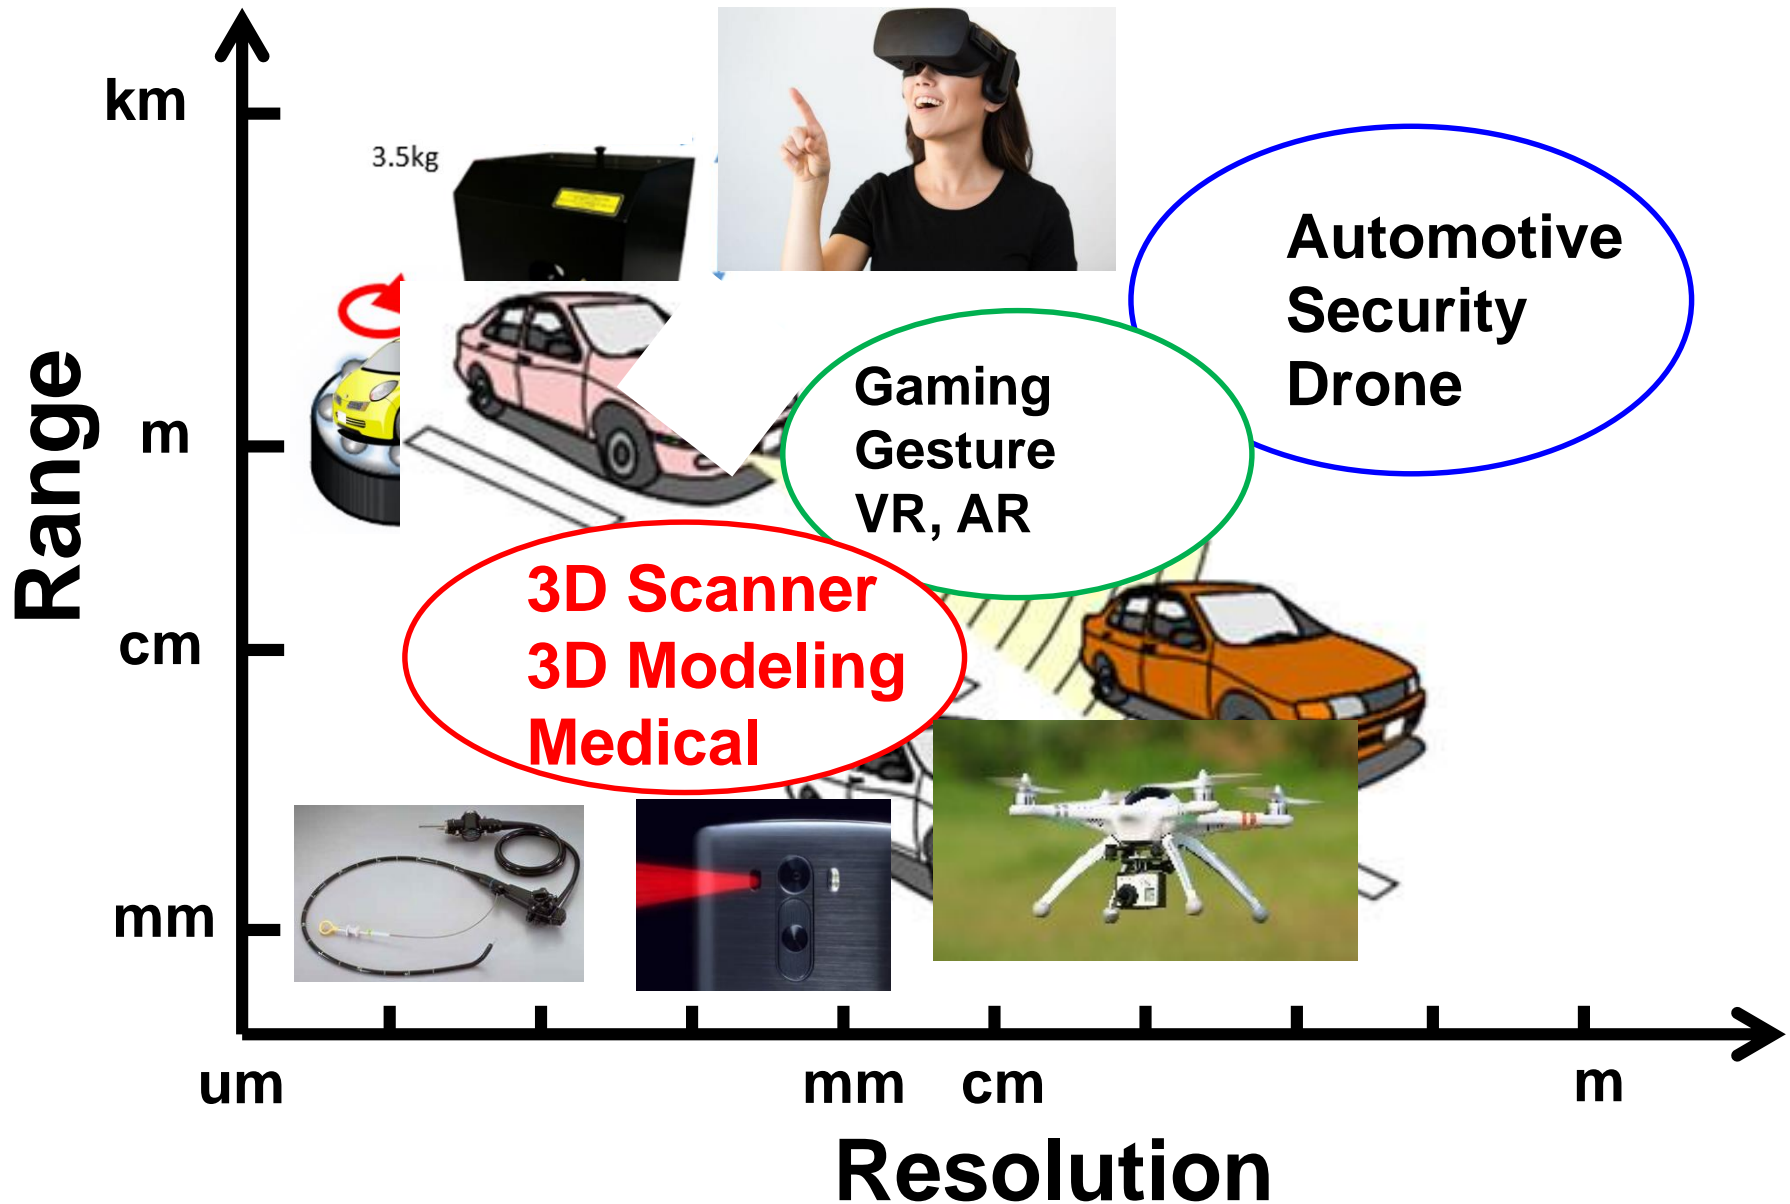 km
3.5kg
Automotive
Security
Drone
Range
m
Gaming
Gesture
VR, AR
cm
3D Scanner
3D Modeling
Medical
mm
um
mm
cm
m
Resolution